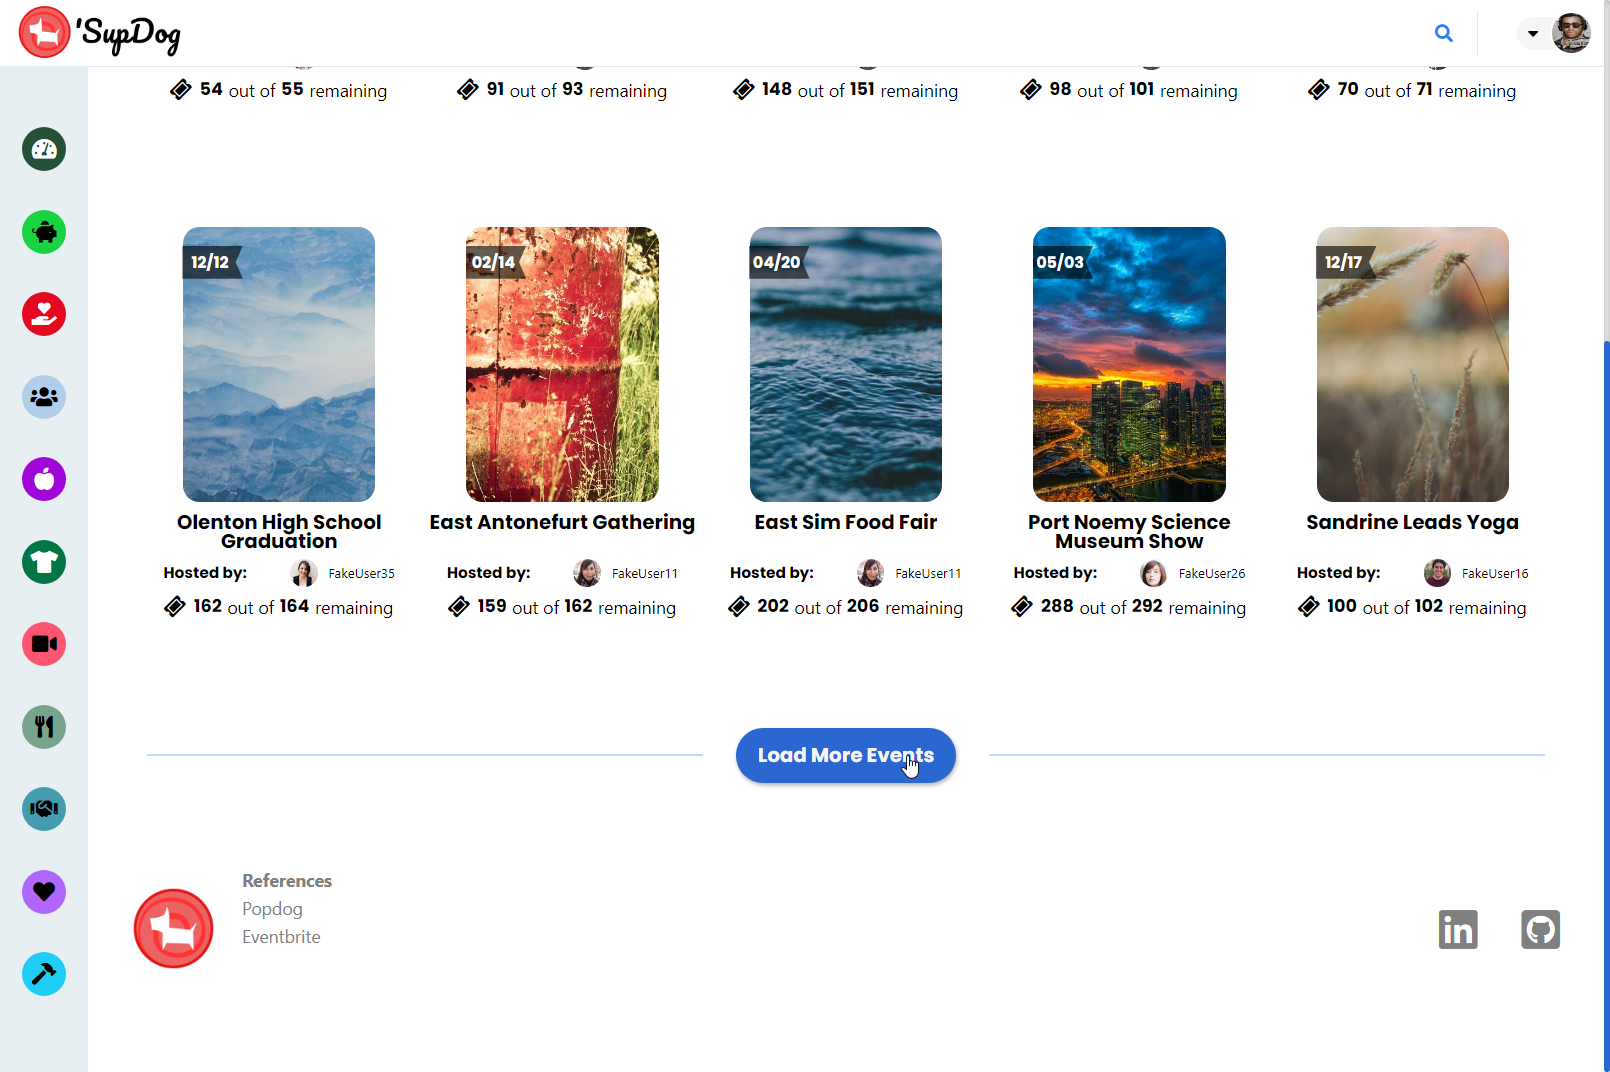 'SupDog
54 out of 55 remaining
91 out of 93 remaining
148 out of 151 remaining
98 out of 101 remaining
70 out of 71 remaining
12/12
02/14
04/20
05/03
12/17
Olenton High School
Graduation
East Antonefurt Gathering
East Sim Food Fair
Port Noemy Science
Museum Show
Sandrine Leads Yoga
Hosted by: FakeUser35
Hosted by: FakeUser11
Hosted by: FakeUser11
Hosted by: FakeUser26
Hosted by: FakeUser16
162 out of 164 remaining
159 out of 162 remaining
202 out of 206 remaining
288 out of 292 remaining
100 out of 102 remaining
Load More Events
References
Popdog
Eventbrite
in